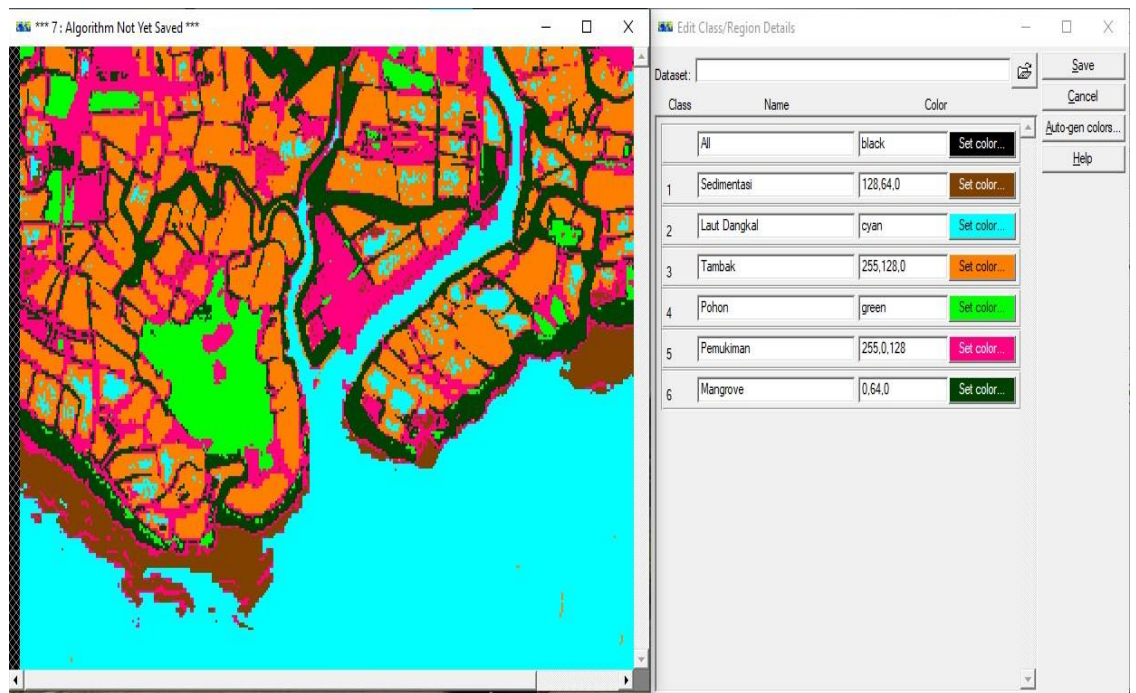 *** 7 : Algorithm Not Yet Saved ***
Edit Class/Region Details
Dataset:
Save
Cancel
Auto-gen colors...
Help
Class Name Color
All black Set color...
1 Sedimentasi 128,64,0 Set color...
2 Laut Dangkal cyan Set color...
3 Tambak 255,128,0 Set color...
4 Pohon green Set color...
5 Pemukiman 255,0,128 Set color...
6 Mangrove 0,64,0 Set color...